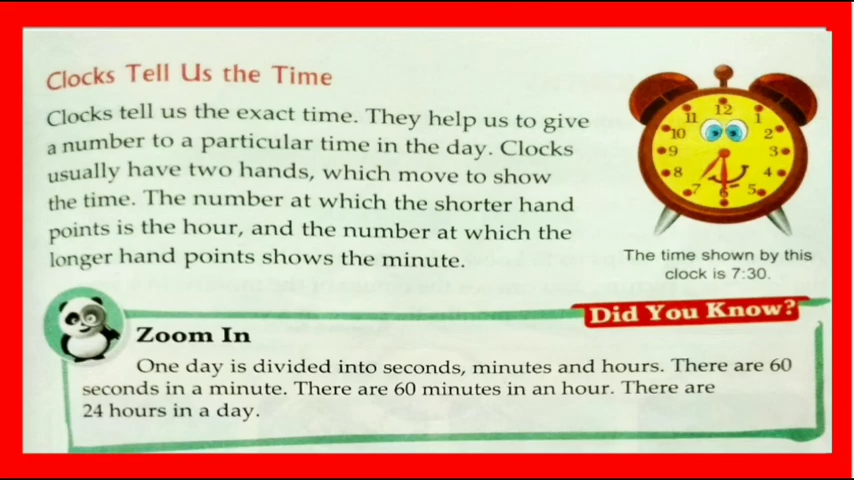 Clocks Tell Us the Time
Clocks tell us the exact time. They help us to give
a number to a particular time in the day. Clocks
usually have two hands, which move to show
the time. The number at which the shorter hand
points is the hour, and the number at which the
longer hand points shows the minute.
12
1
2
3
4
5
6
7
8
9
10
11
The time shown by this
clock is 7:30.
Did You Know?
Zoom In
One day is divided into seconds, minutes and hours. There are 60
seconds in a minute. There are 60 minutes in an hour. There are
24 hours in a day.